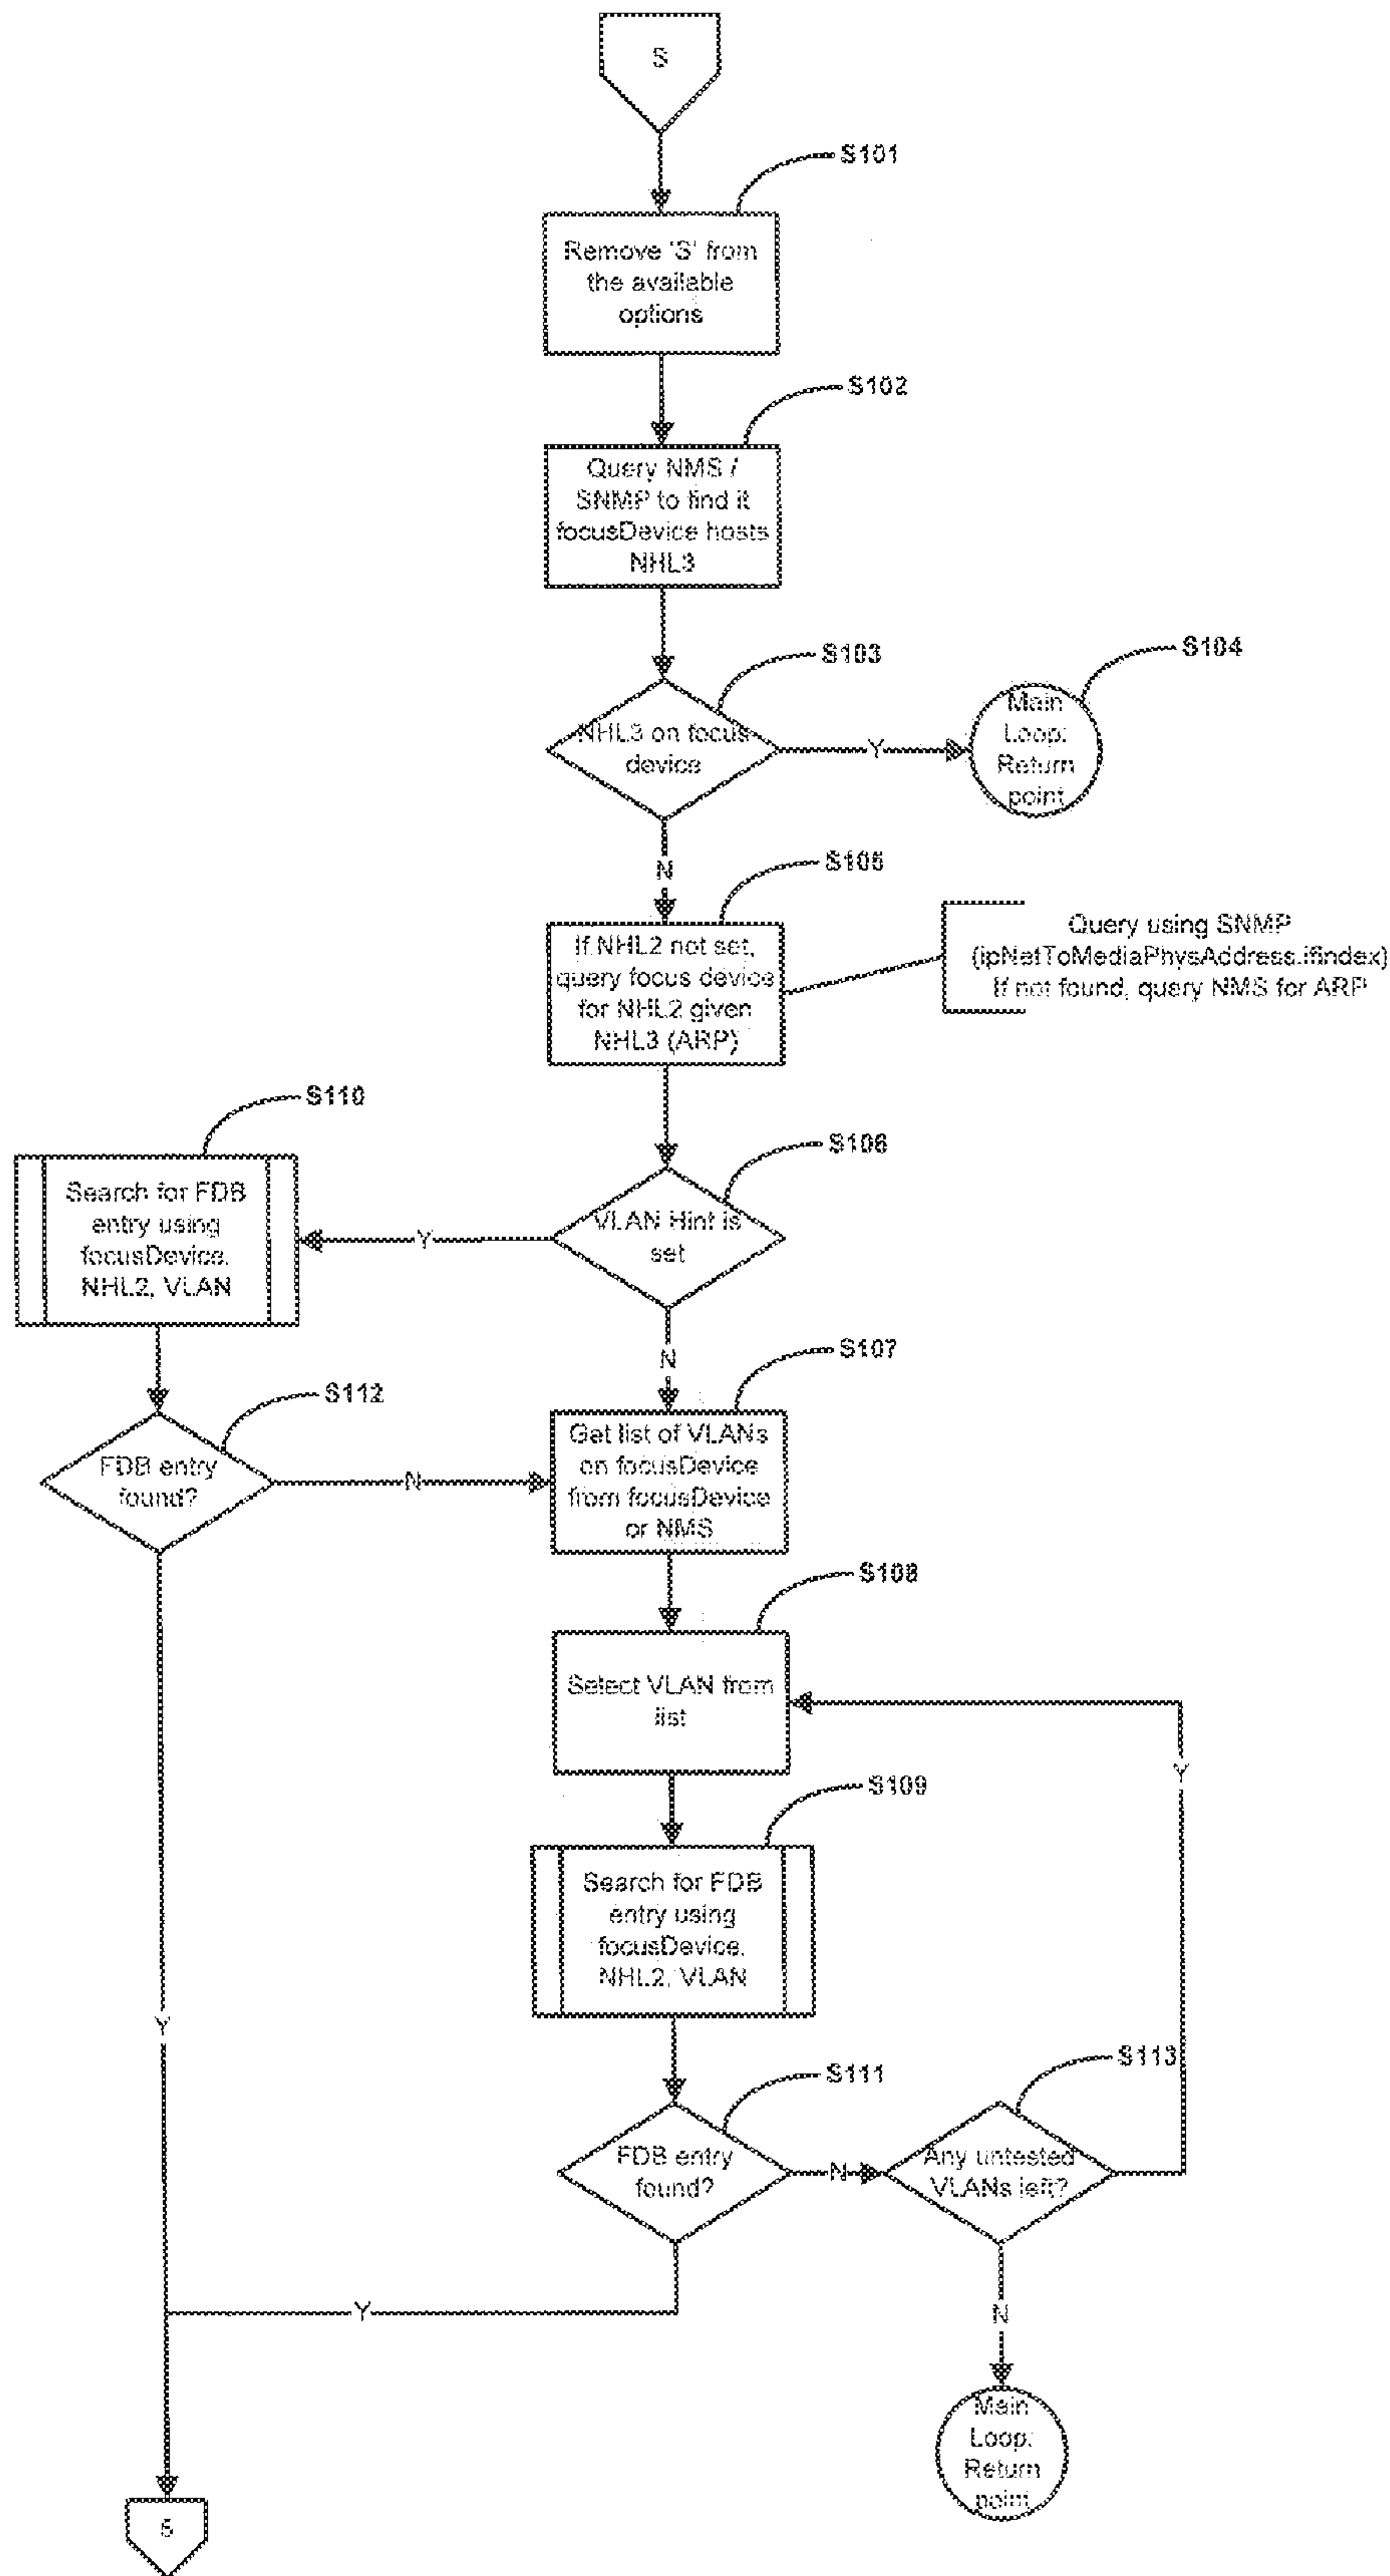 S
S101
Remove 'S' from
the available
options
S102
Query NMS /
SNMP to find it
focusDevice hosts
NHL3
S103
NHL3 on focus
device
Y
S104
Main
Loop:
Return
point
N
S105
If NHL2 not set,
query focus device
for NHL2 given
NHL3 (ARP)
Query using SNMP
(ipNetToMediaPhysAddress.ifindex)
If not found, query NMS for ARP
S110
S106
Search for FDB
entry using
focusDevice,
NHL2, VLAN
Y
VLAN Hint is
set
N
S107
S112
FDB entry
found?
N
Get list of VLANs
on focusDevice
from focusDevice
or NMS
S108
Select VLAN from
list
Y
S109
Search for FDB
entry using
focusDevice,
NHL2, VLAN
Y
S111
S113
FDB entry
found?
N
Any untested
VLANs left?
Y
N
Main
Loop:
Return
point
5